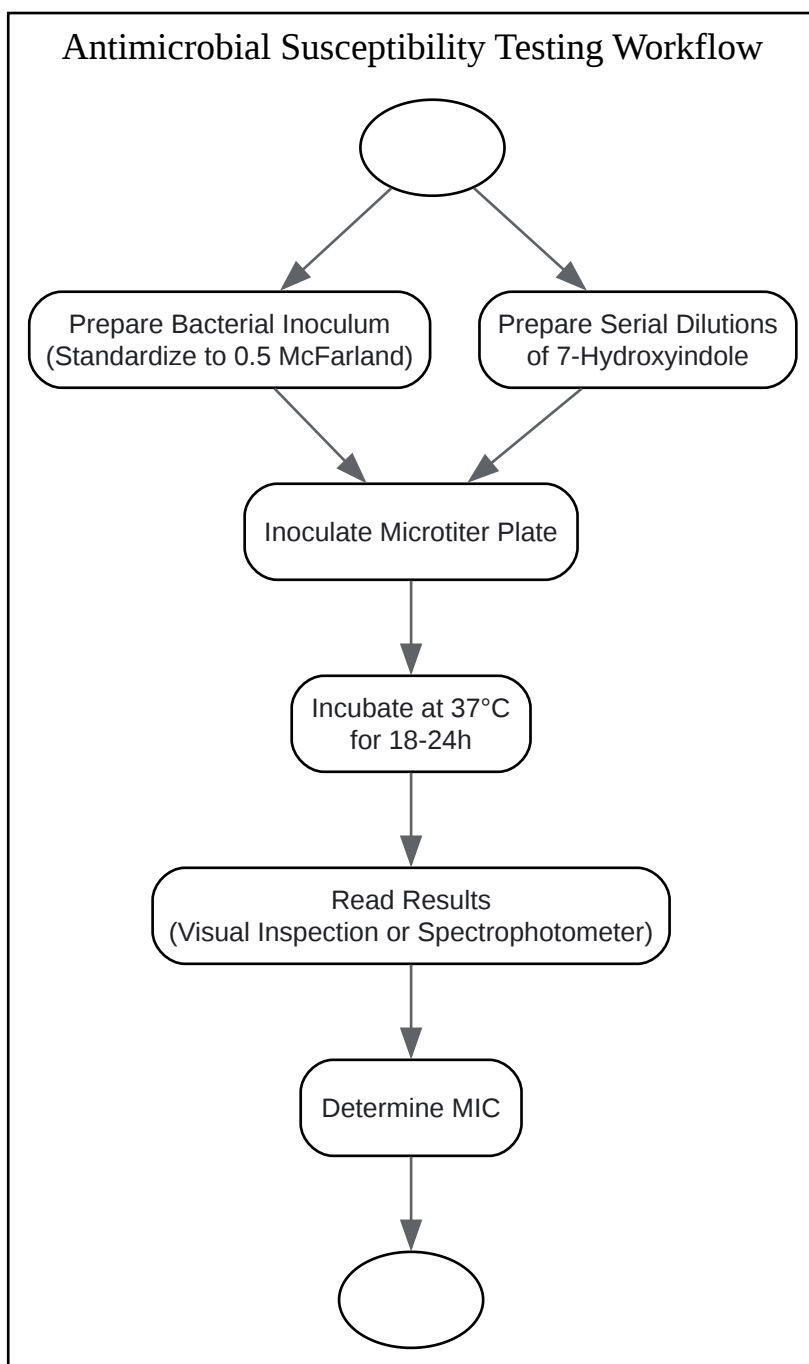 Antimicrobial Susceptibility Testing Workflow
Prepare Bacterial Inoculum
(Standardize to 0.5 McFarland)
Prepare Serial Dilutions
of 7-Hydroxyindole
Inoculate Microtiter Plate
Incubate at 37°C
for 18-24h
Read Results
(Visual Inspection or Spectrophotometer)
Determine MIC